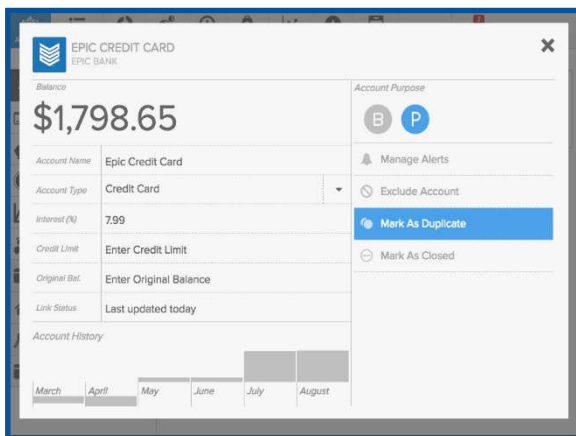 EPIC CREDIT CARD
EPIC BANK
Balance
$1,798.65
Account Name Epic Credit Card
Account Type Credit Card
Interest (%) 7.99
Credit Limit Enter Credit Limit
Original Bal. Enter Original Balance
Link Status Last updated today
Account History
March April May June July August
Account Purpose
B P
Manage Alerts
Exclude Account
Mark As Duplicate
Mark As Closed